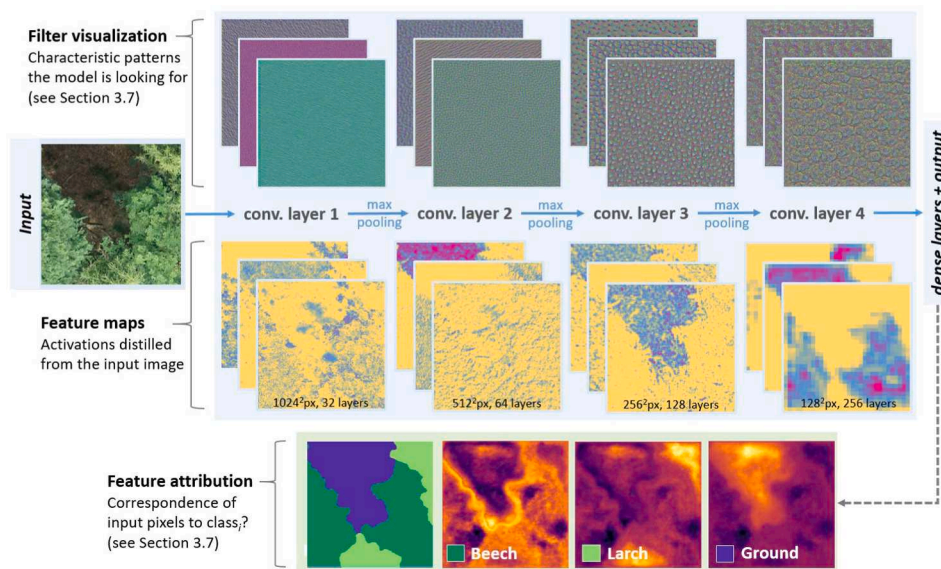 Filter visualization
Characteristic patterns
the model is looking for
(see Section 3.7)
Input
conv. layer 1
max
pooling
conv. layer 2
max
pooling
conv. layer 3
max
pooling
conv. layer 4
dense layers + output
Feature maps
Activations distilled
from the input image
1024²px, 32 layers
512²px, 64 layers
256²px, 128 layers
128²px, 256 layers
Feature attribution
Correspondence of
input pixels to classᵢ?
(see Section 3.7)
Beech
Larch
Ground